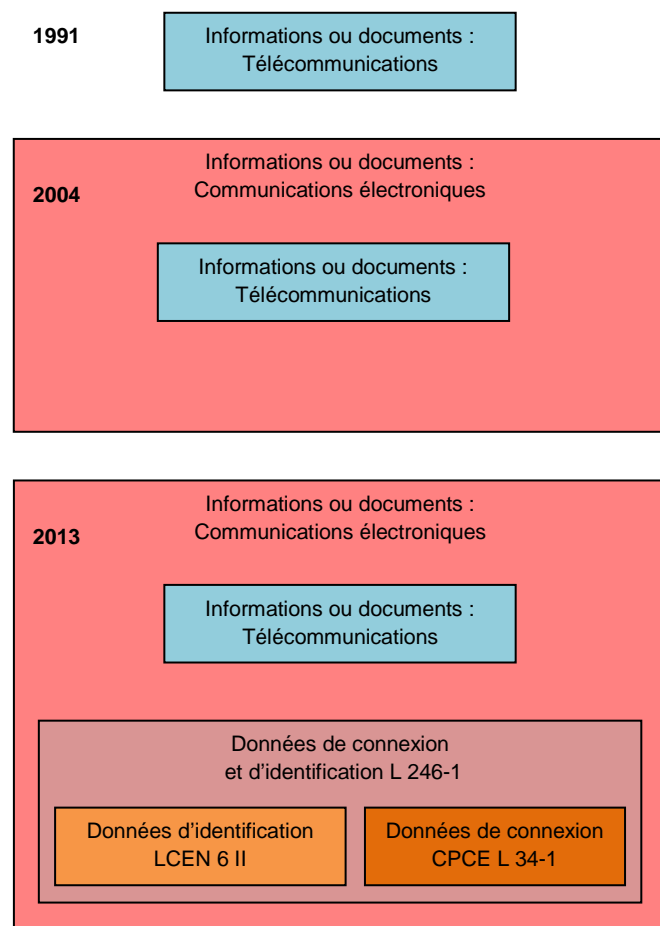 1991
Informations ou documents :
Télécommunications
2004
Informations ou documents :
Communications électroniques
Informations ou documents :
Télécommunications
2013
Informations ou documents :
Communications électroniques
Informations ou documents :
Télécommunications
Données de connexion
et d’identification L 246-1
Données d’identification
LCEN 6 II
Données de connexion
CPCE L 34-1